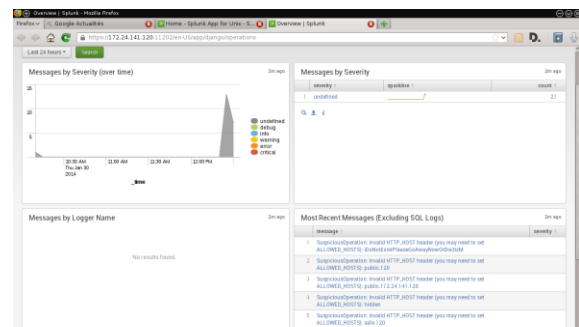 Overview | Splunk - Mozilla Firefox
Firefox
Google Actualités
Home - Splunk App for Unix - S...
Overview | Splunk
https://172.24.141.120:11202/en-US/app/django/operations
Last 24 hours
Search
Messages by Severity (over time)
2m ago
15
10
5
10:30 AM
Thu Jan 30
2014
11:00 AM
11:30 AM
12:00 PM
_time
undefined
debug
info
warning
error
critical
Messages by Severity
2m ago
severity
sparkline
count
1 undefined 21
Messages by Logger Name
2m ago
No results found.
Most Recent Messages (Excluding SQL Logs)
2m ago
message
severity
1 SuspiciousOperation: Invalid HTTP_HOST header (you may need to set
ALLOWED_HOSTS):
2 SuspiciousOperation: Invalid HTTP_HOST header (you may need to set
ALLOWED_HOSTS): public.120
3 SuspiciousOperation: Invalid HTTP_HOST header (you may need to set
ALLOWED_HOSTS): public.172.24.141.120
4 SuspiciousOperation: Invalid HTTP_HOST header (you may need to set
ALLOWED_HOSTS): hidden
5 SuspiciousOperation: Invalid HTTP_HOST header (you may need to set
ALLOWED_HOSTS): safe.120